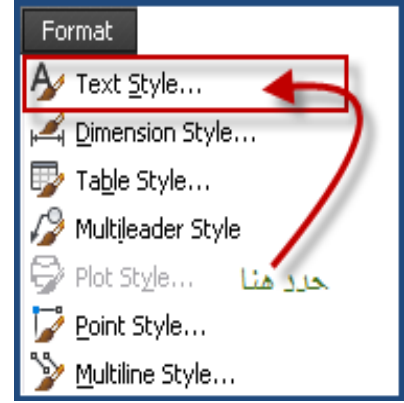 Format
Text Style...
Dimension Style...
Table Style...
Multileader Style
Plot Style...
حدد هنا
Point Style...
Multiline Style...